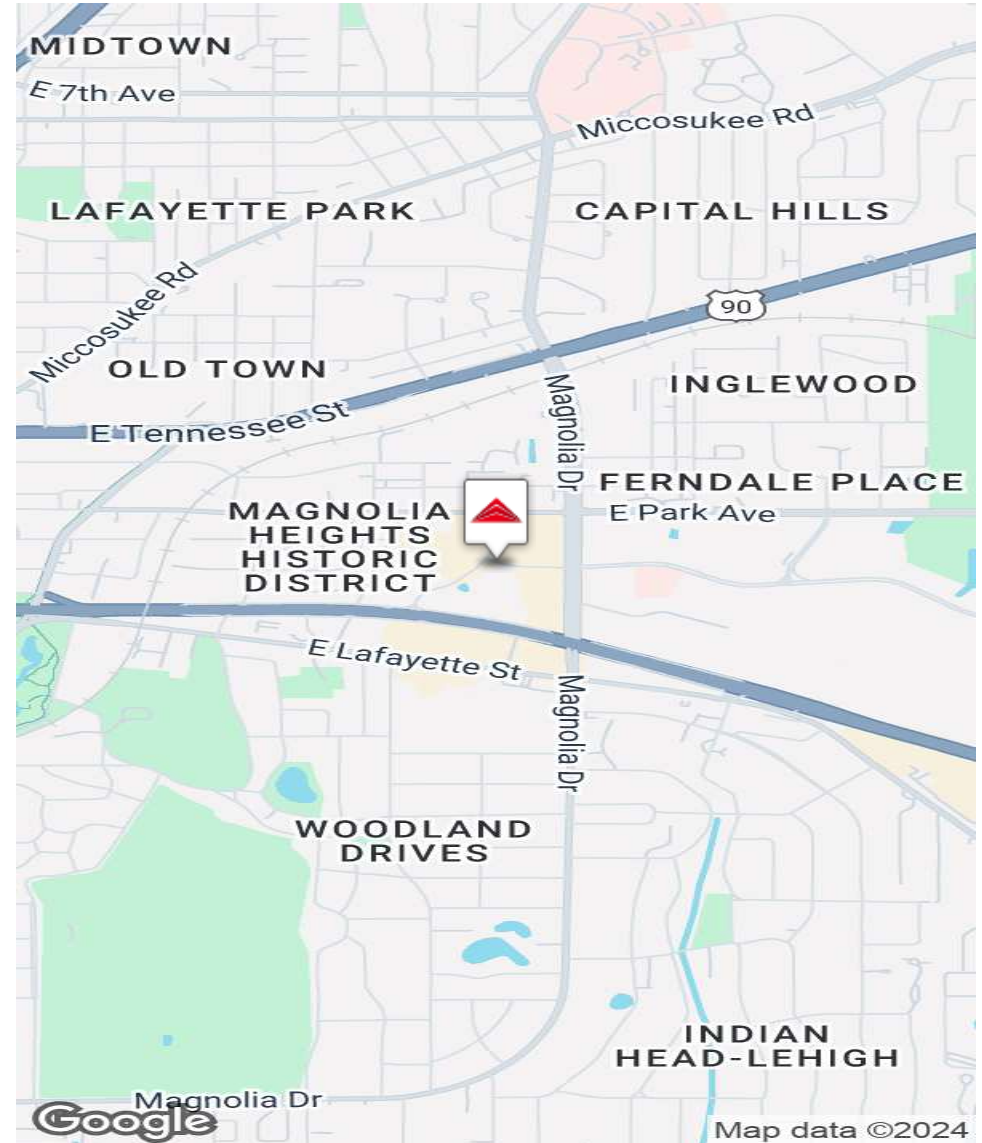 MIDTOWN
E 7th Ave
Miccosukee Rd
LAFAYETTE PARK
CAPITAL HILLS
Miccosukee Rd
90
OLD TOWN
INGLEWOOD
E Tennessee St
Magnolia Dr
FERNDALE PLACE
MAGNOLIA
HEIGHTS
HISTORIC
DISTRICT
E Park Ave
E Lafayette St
Magnolia Dr
WOODLAND
DRIVES
INDIAN
HEAD-LEHIGH
Magnolia Dr
Google
Map data ©2024